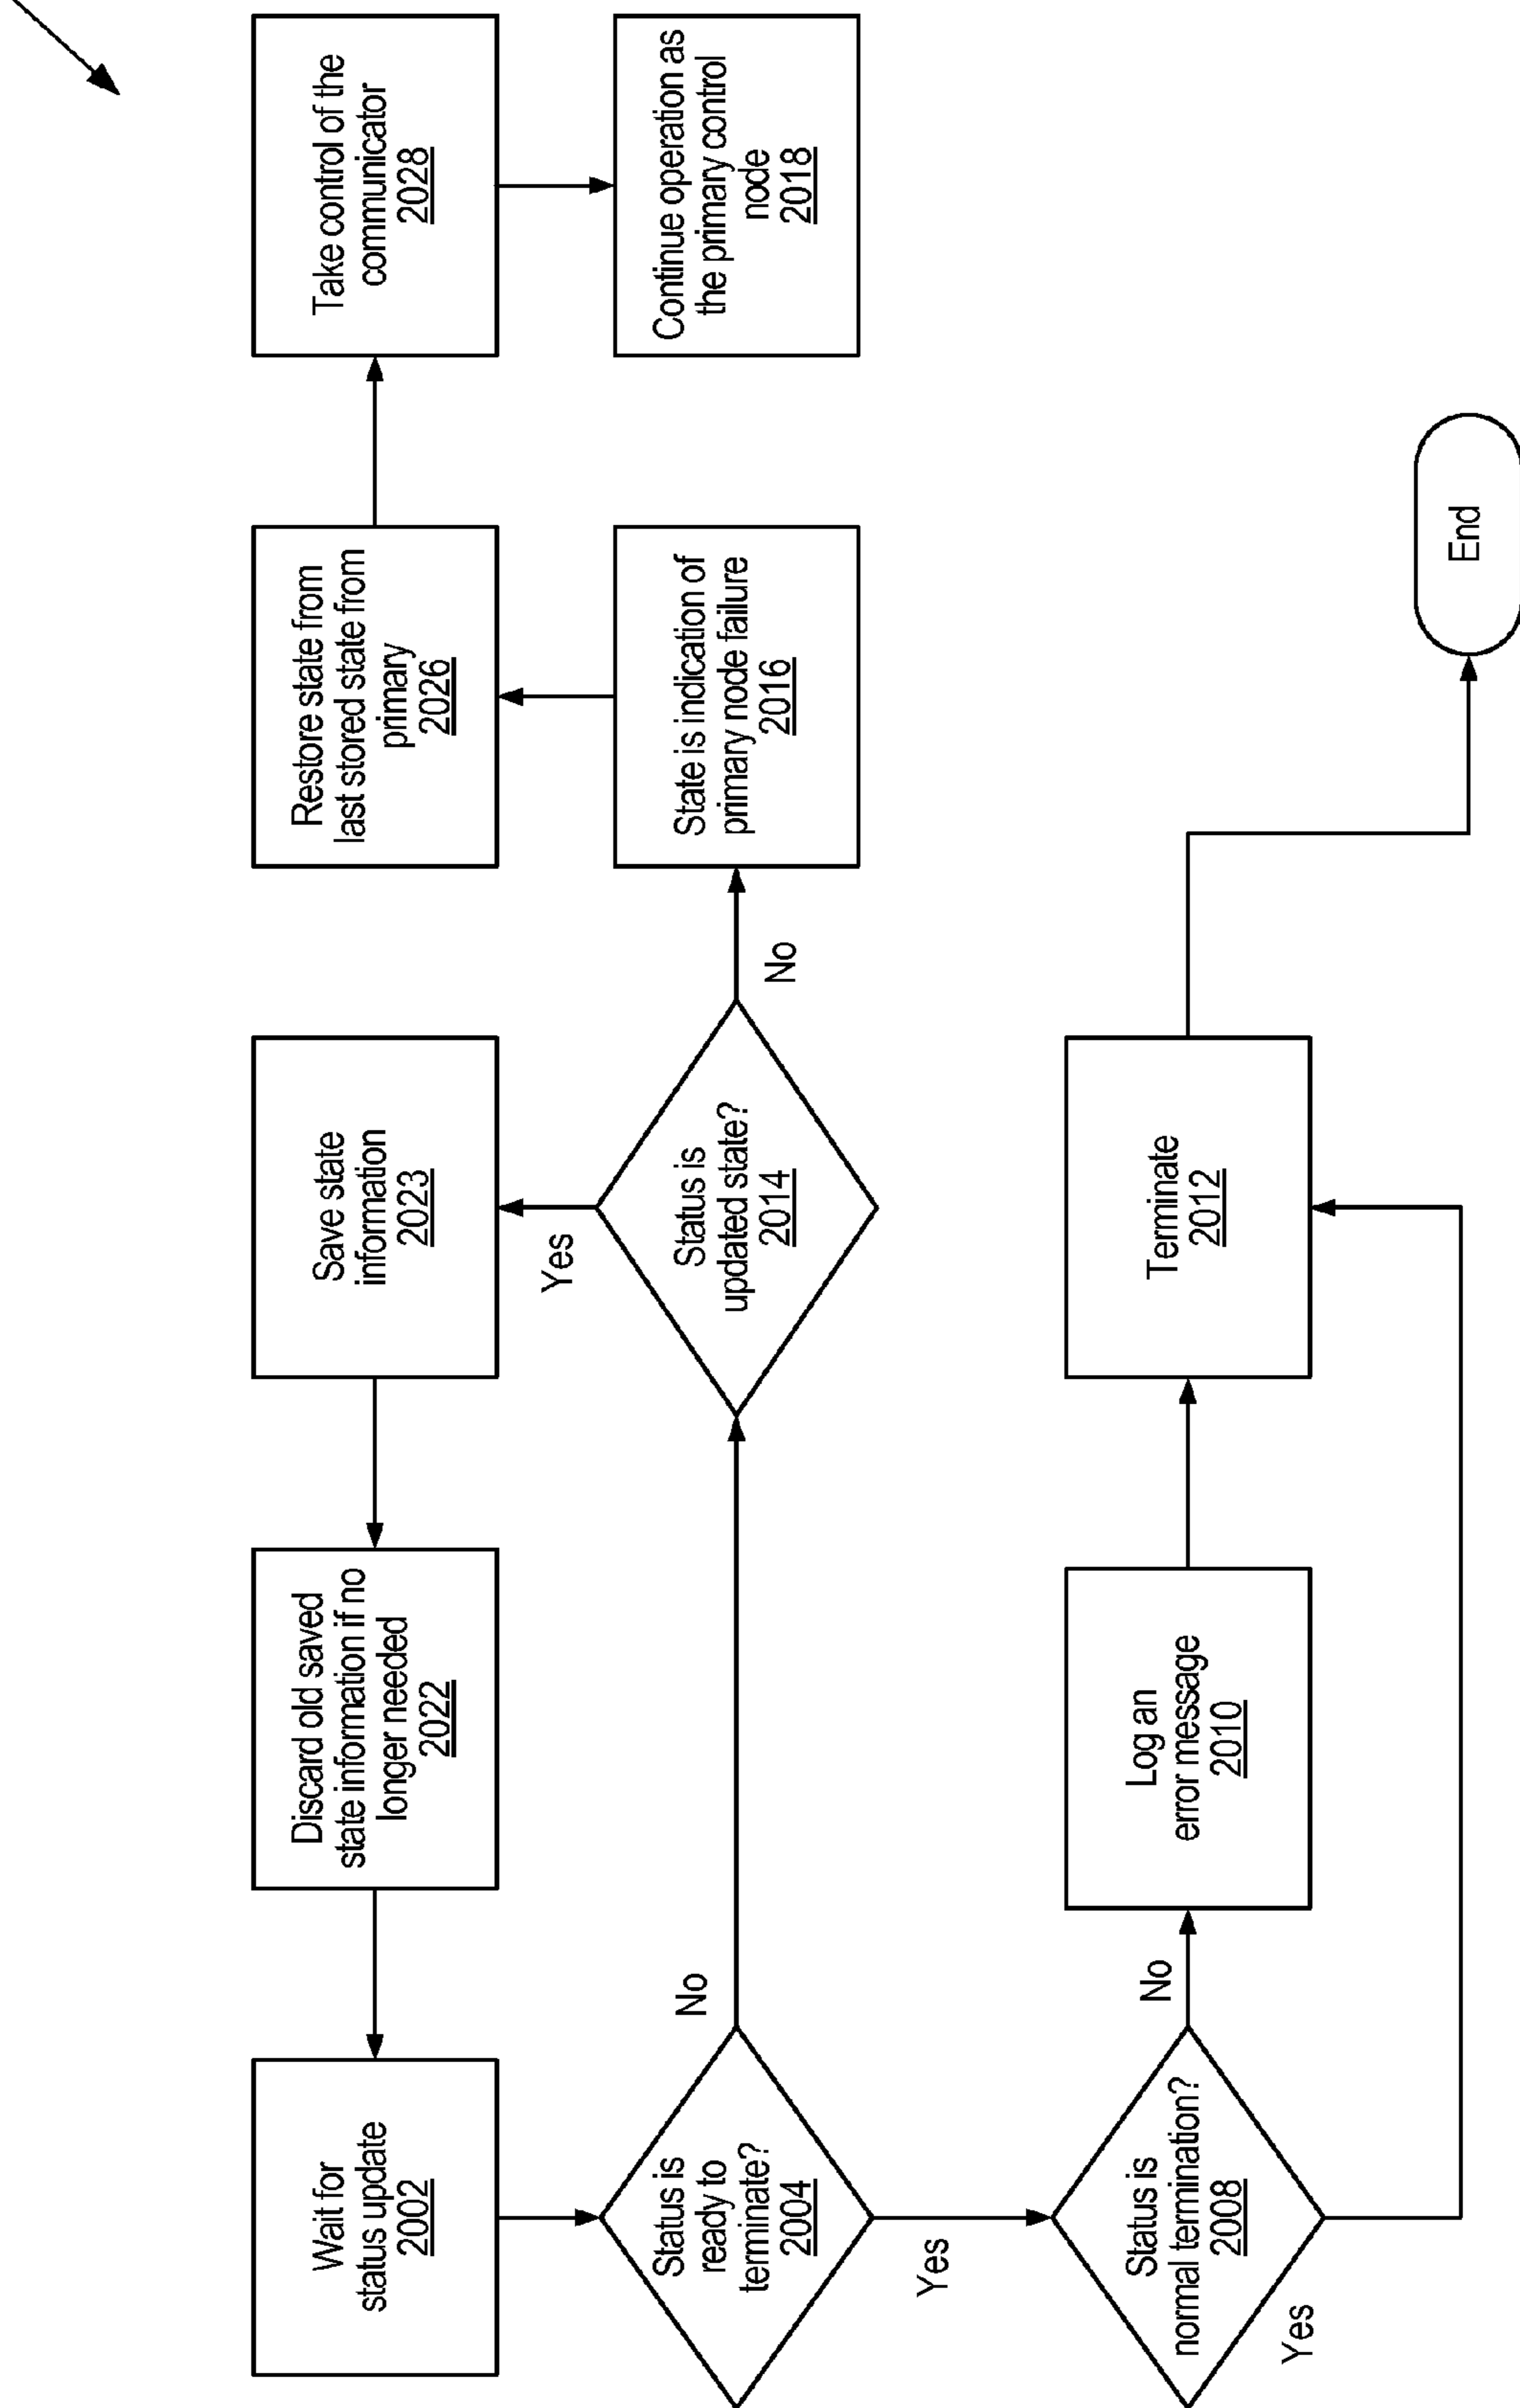 Wait for
status update
2002
Discard old saved
state information if no
longer needed
2022
Save state
information
2023
Restore state from
last stored state from
primary
2026
Take control of the
communicator
2028
Status is
ready to
terminate?
2004
No
Yes
Status is
updated state?
2014
Yes
No
State is indication of
primary node failure
2016
Continue operation as
the primary control
node
2018
Status is
normal termination?
2008
No
Yes
Log an
error message
2010
Terminate
2012
End